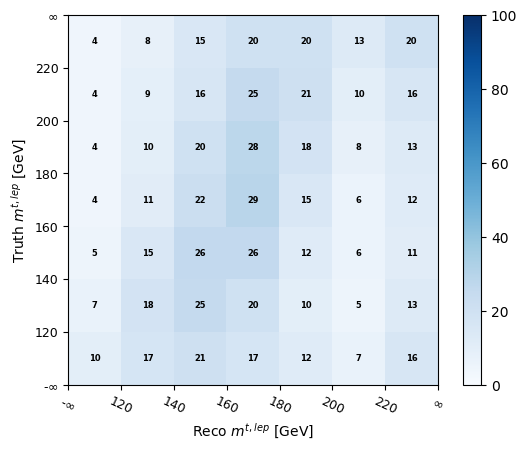 ∞
220
200
180
160
140
120
-∞
Truth m^{t,lep} [GeV]
4 8 15 20 20 13 20
4 9 16 25 21 10 16
4 10 20 28 18 8 13
4 11 22 29 15 6 12
5 15 26 26 12 6 11
7 18 25 20 10 5 13
10 17 21 17 12 7 16
-∞ 120 140 160 180 200 220 ∞
Reco m^{t,lep} [GeV]
100
80
60
40
20
0